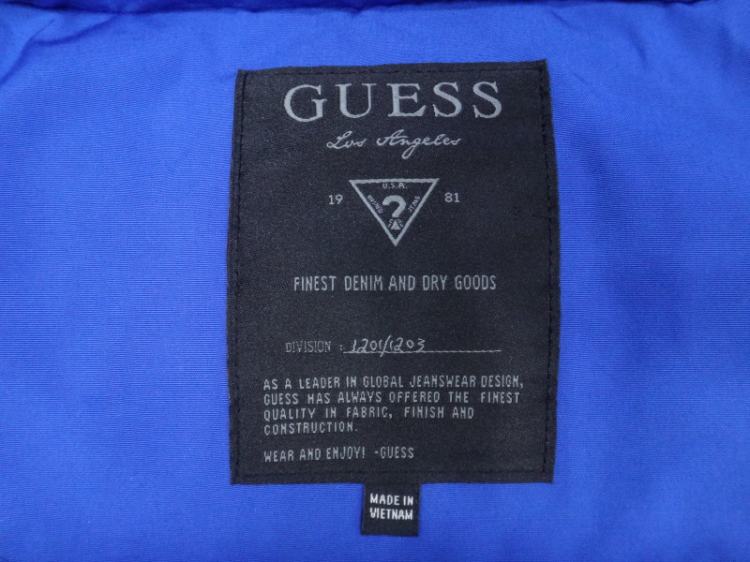 GUESS
Los Angeles
U.S.A.
19 ? 81
FINEST DENIM AND DRY GOODS
DIVISION : 1201/1203
AS A LEADER IN GLOBAL JEANSWEAR DESIGN,
GUESS HAS ALWAYS OFFERED THE FINEST
QUALITY IN FABRIC, FINISH AND
CONSTRUCTION.
WEAR AND ENJOY! -GUESS
MADE IN
VIETNAM